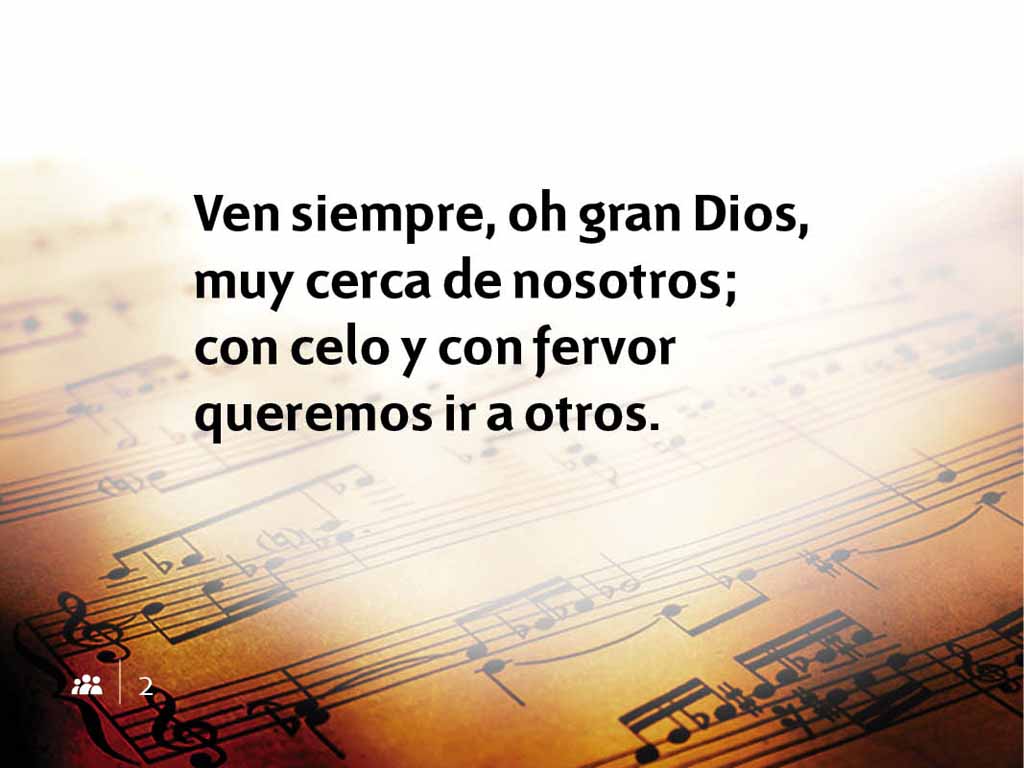 Ven siempre, oh gran Dios,
muy cerca de nosotros;
con celo y con fervor
queremos ir a otros.
2